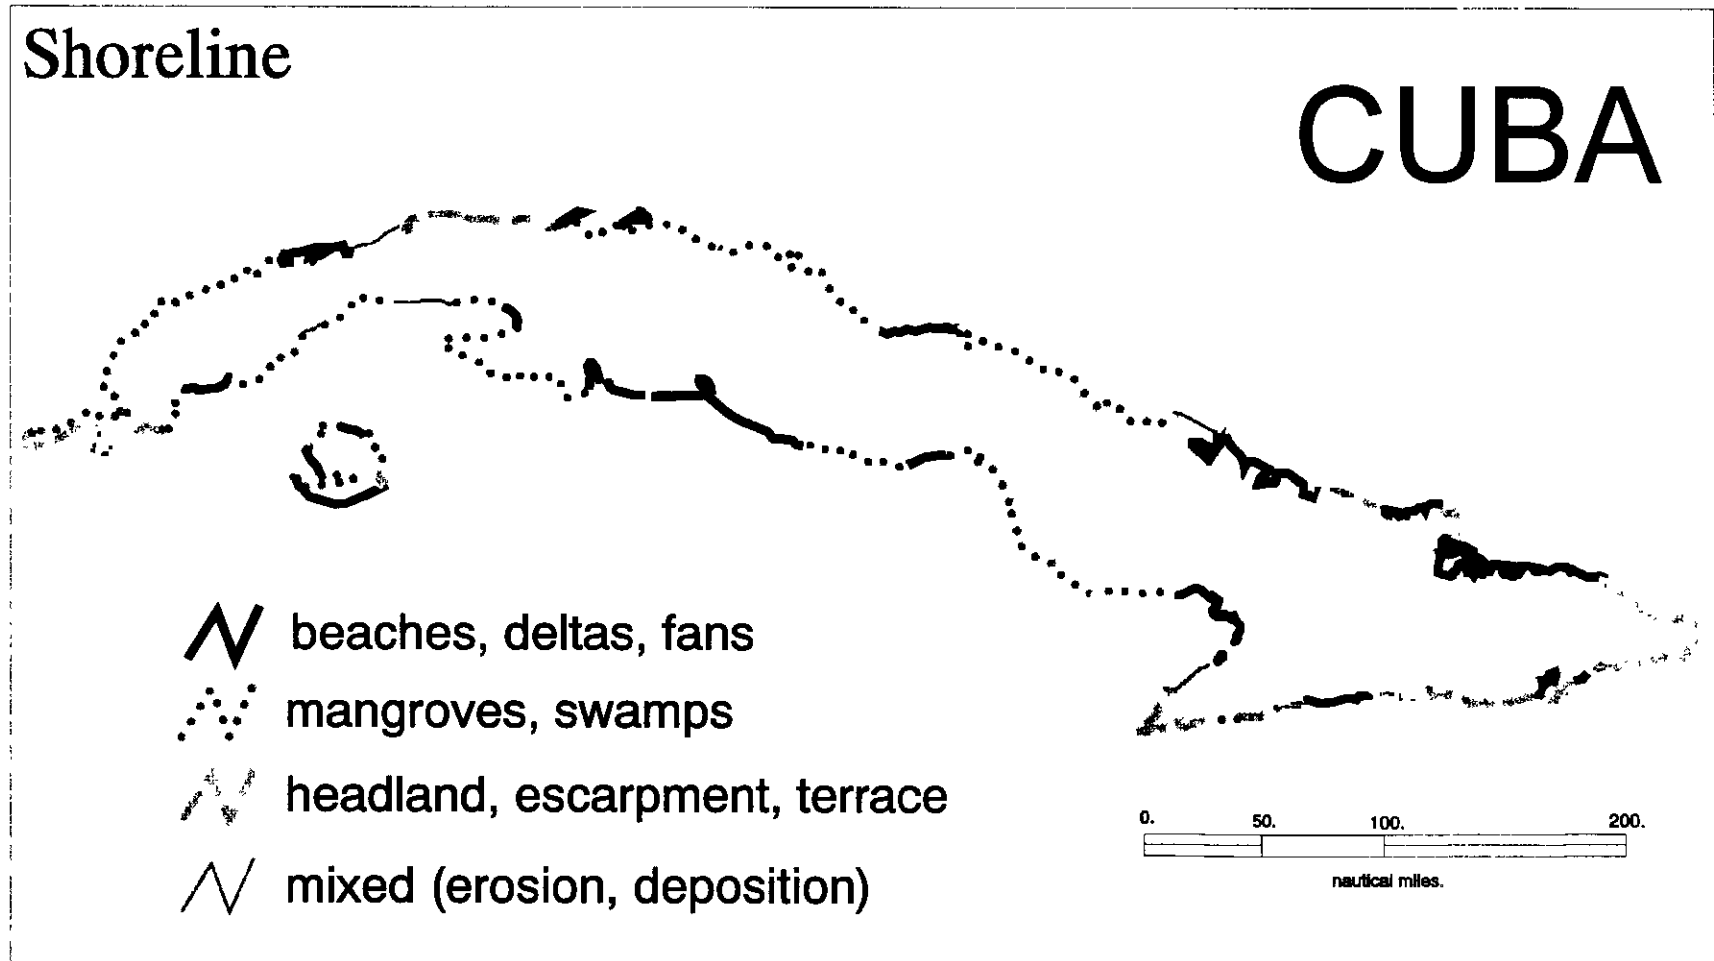 Shoreline
CUBA
beaches, deltas, fans
mangroves, swamps
headland, escarpment, terrace
mixed (erosion, deposition)
0. 50. 100. 200.
nautical miles.